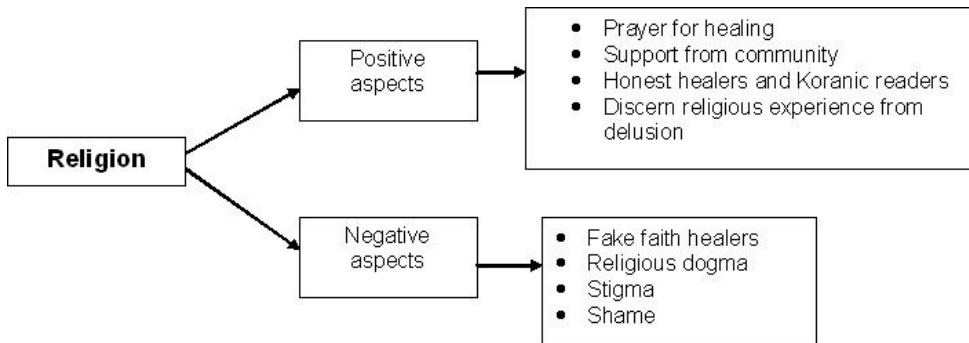 Religion
Positive
aspects
• Prayer for healing
• Support from community
• Honest healers and Koranic readers
• Discern religious experience from
delusion
Negative
aspects
• Fake faith healers
• Religious dogma
• Stigma
• Shame